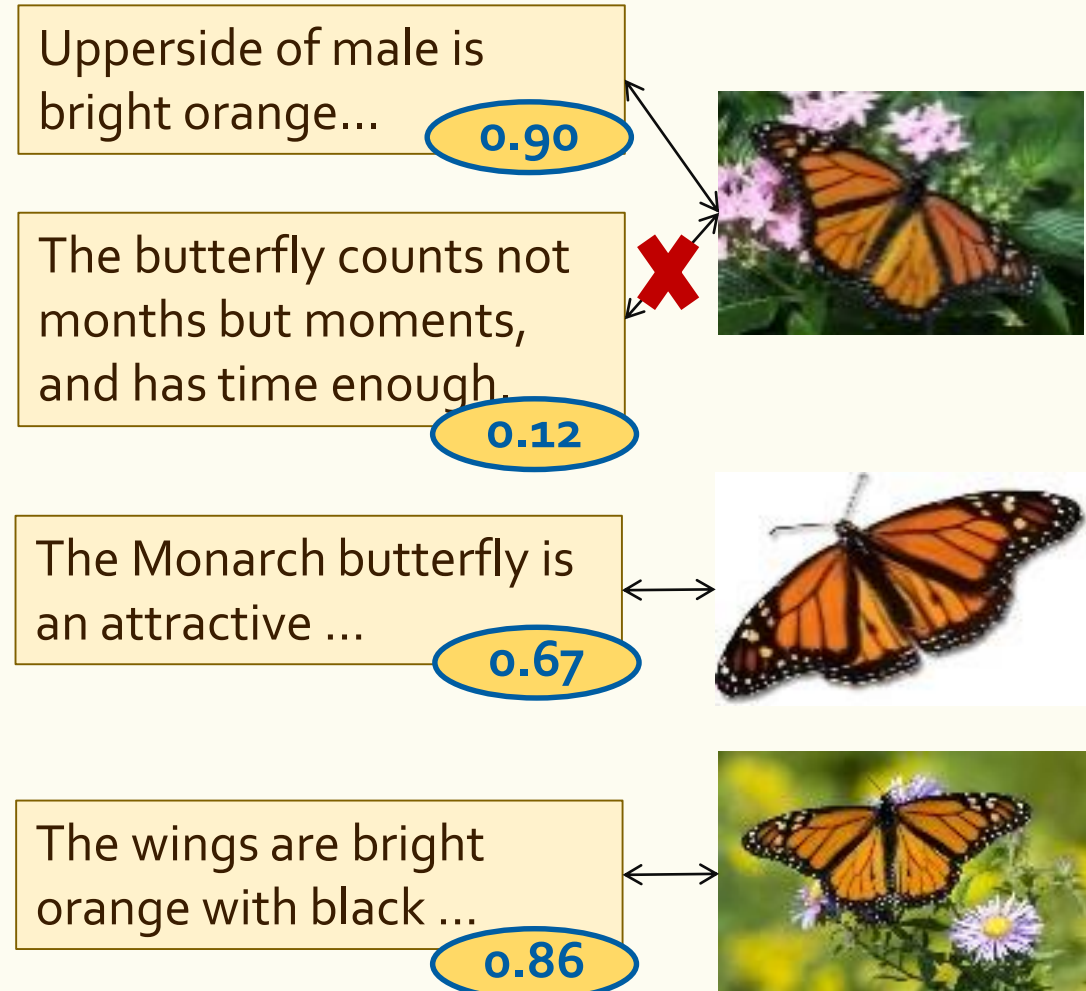 Upperside of male is
bright orange...
0.90
The butterfly counts not
months but moments,
and has time enough.
0.12
The Monarch butterfly is
an attractive ...
0.67
The wings are bright
orange with black ...
0.86